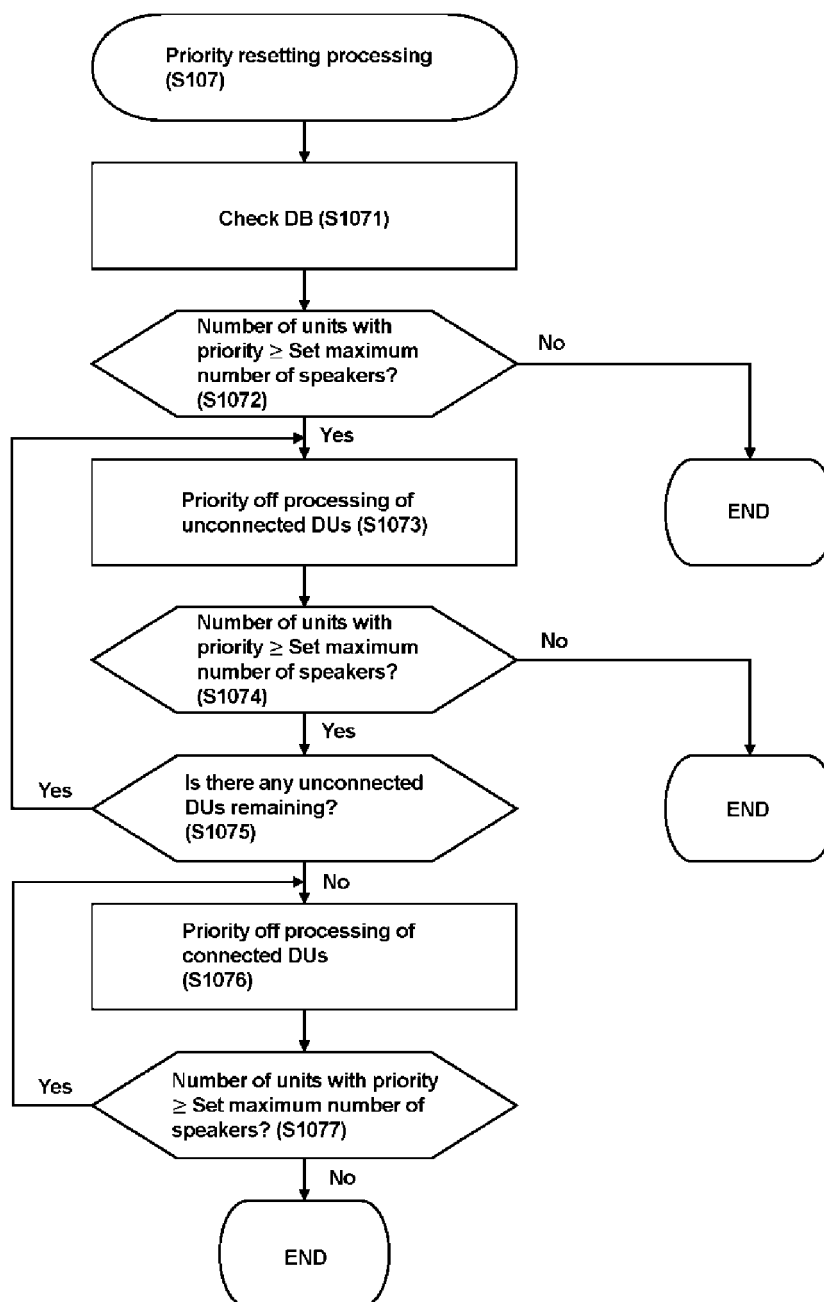 Priority resetting processing
(S107)
Check DB (S1071)
Number of units with
priority ≥ Set maximum
number of speakers?
(S1072)
No
Yes
Priority off processing of
unconnected DUs (S1073)
END
Number of units with
priority ≥ Set maximum
number of speakers?
(S1074)
No
Yes
Yes
Is there any unconnected
DUs remaining?
(S1075)
END
No
Priority off processing of
connected DUs
(S1076)
Yes
Number of units with priority
≥ Set maximum number of
speakers? (S1077)
No
END